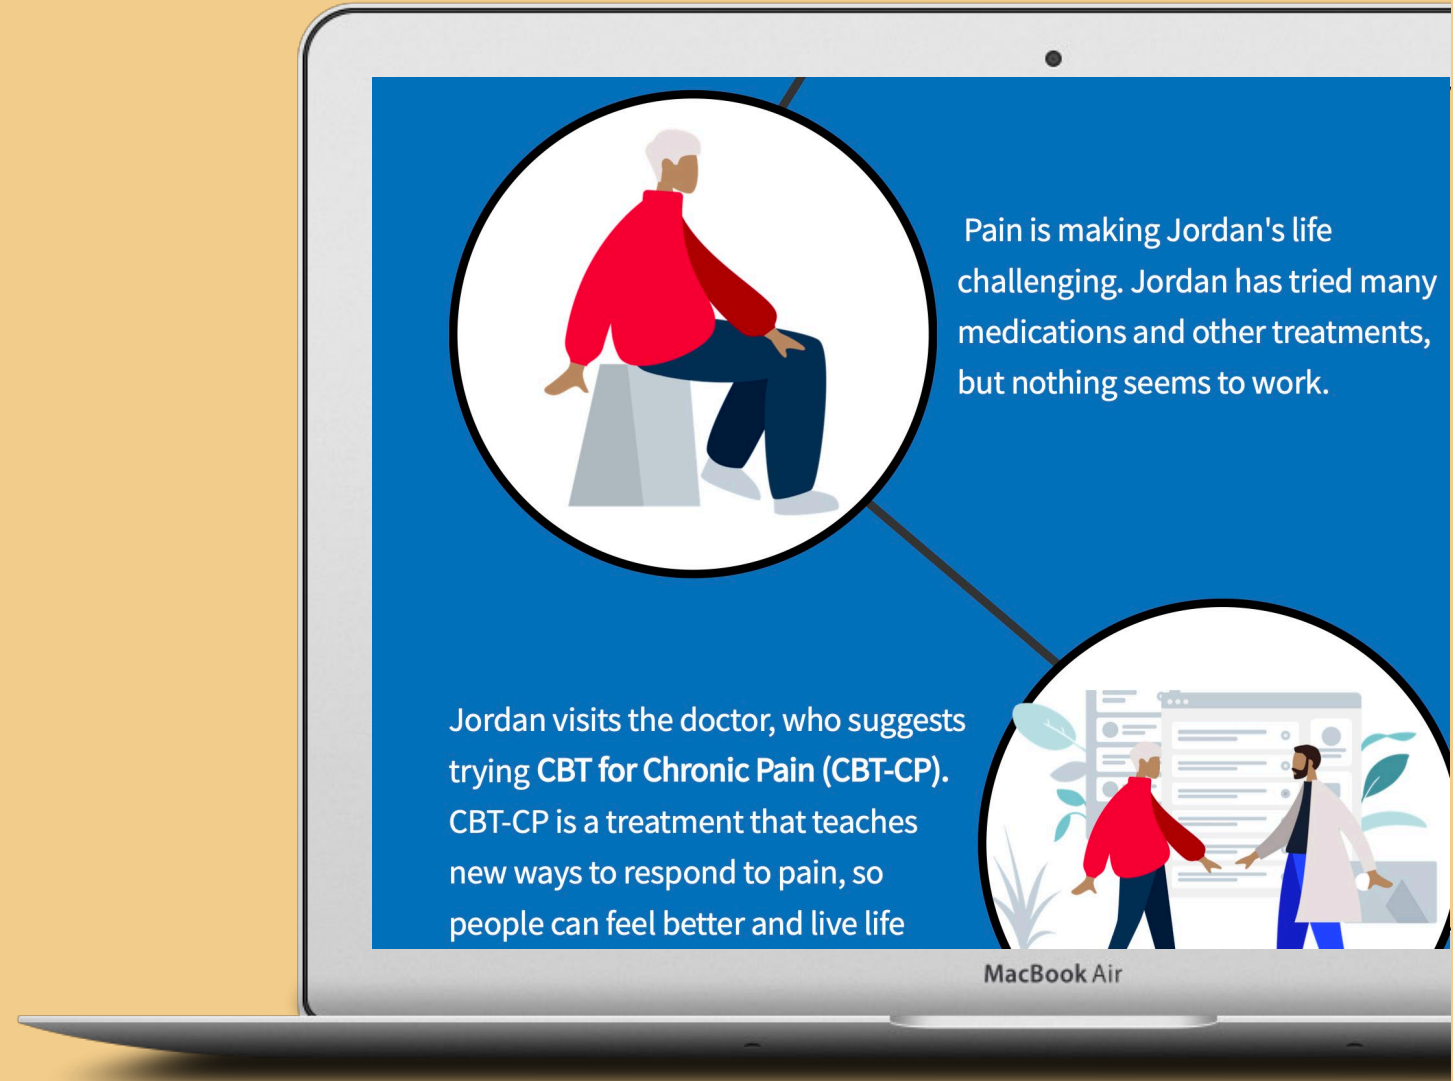 Pain is making Jordan's life
challenging. Jordan has tried many
medications and other treatments,
but nothing seems to work.
Jordan visits the doctor, who suggests
trying CBT for Chronic Pain (CBT-CP).
CBT-CP is a treatment that teaches
new ways to respond to pain, so
people can feel better and live life
MacBook Air